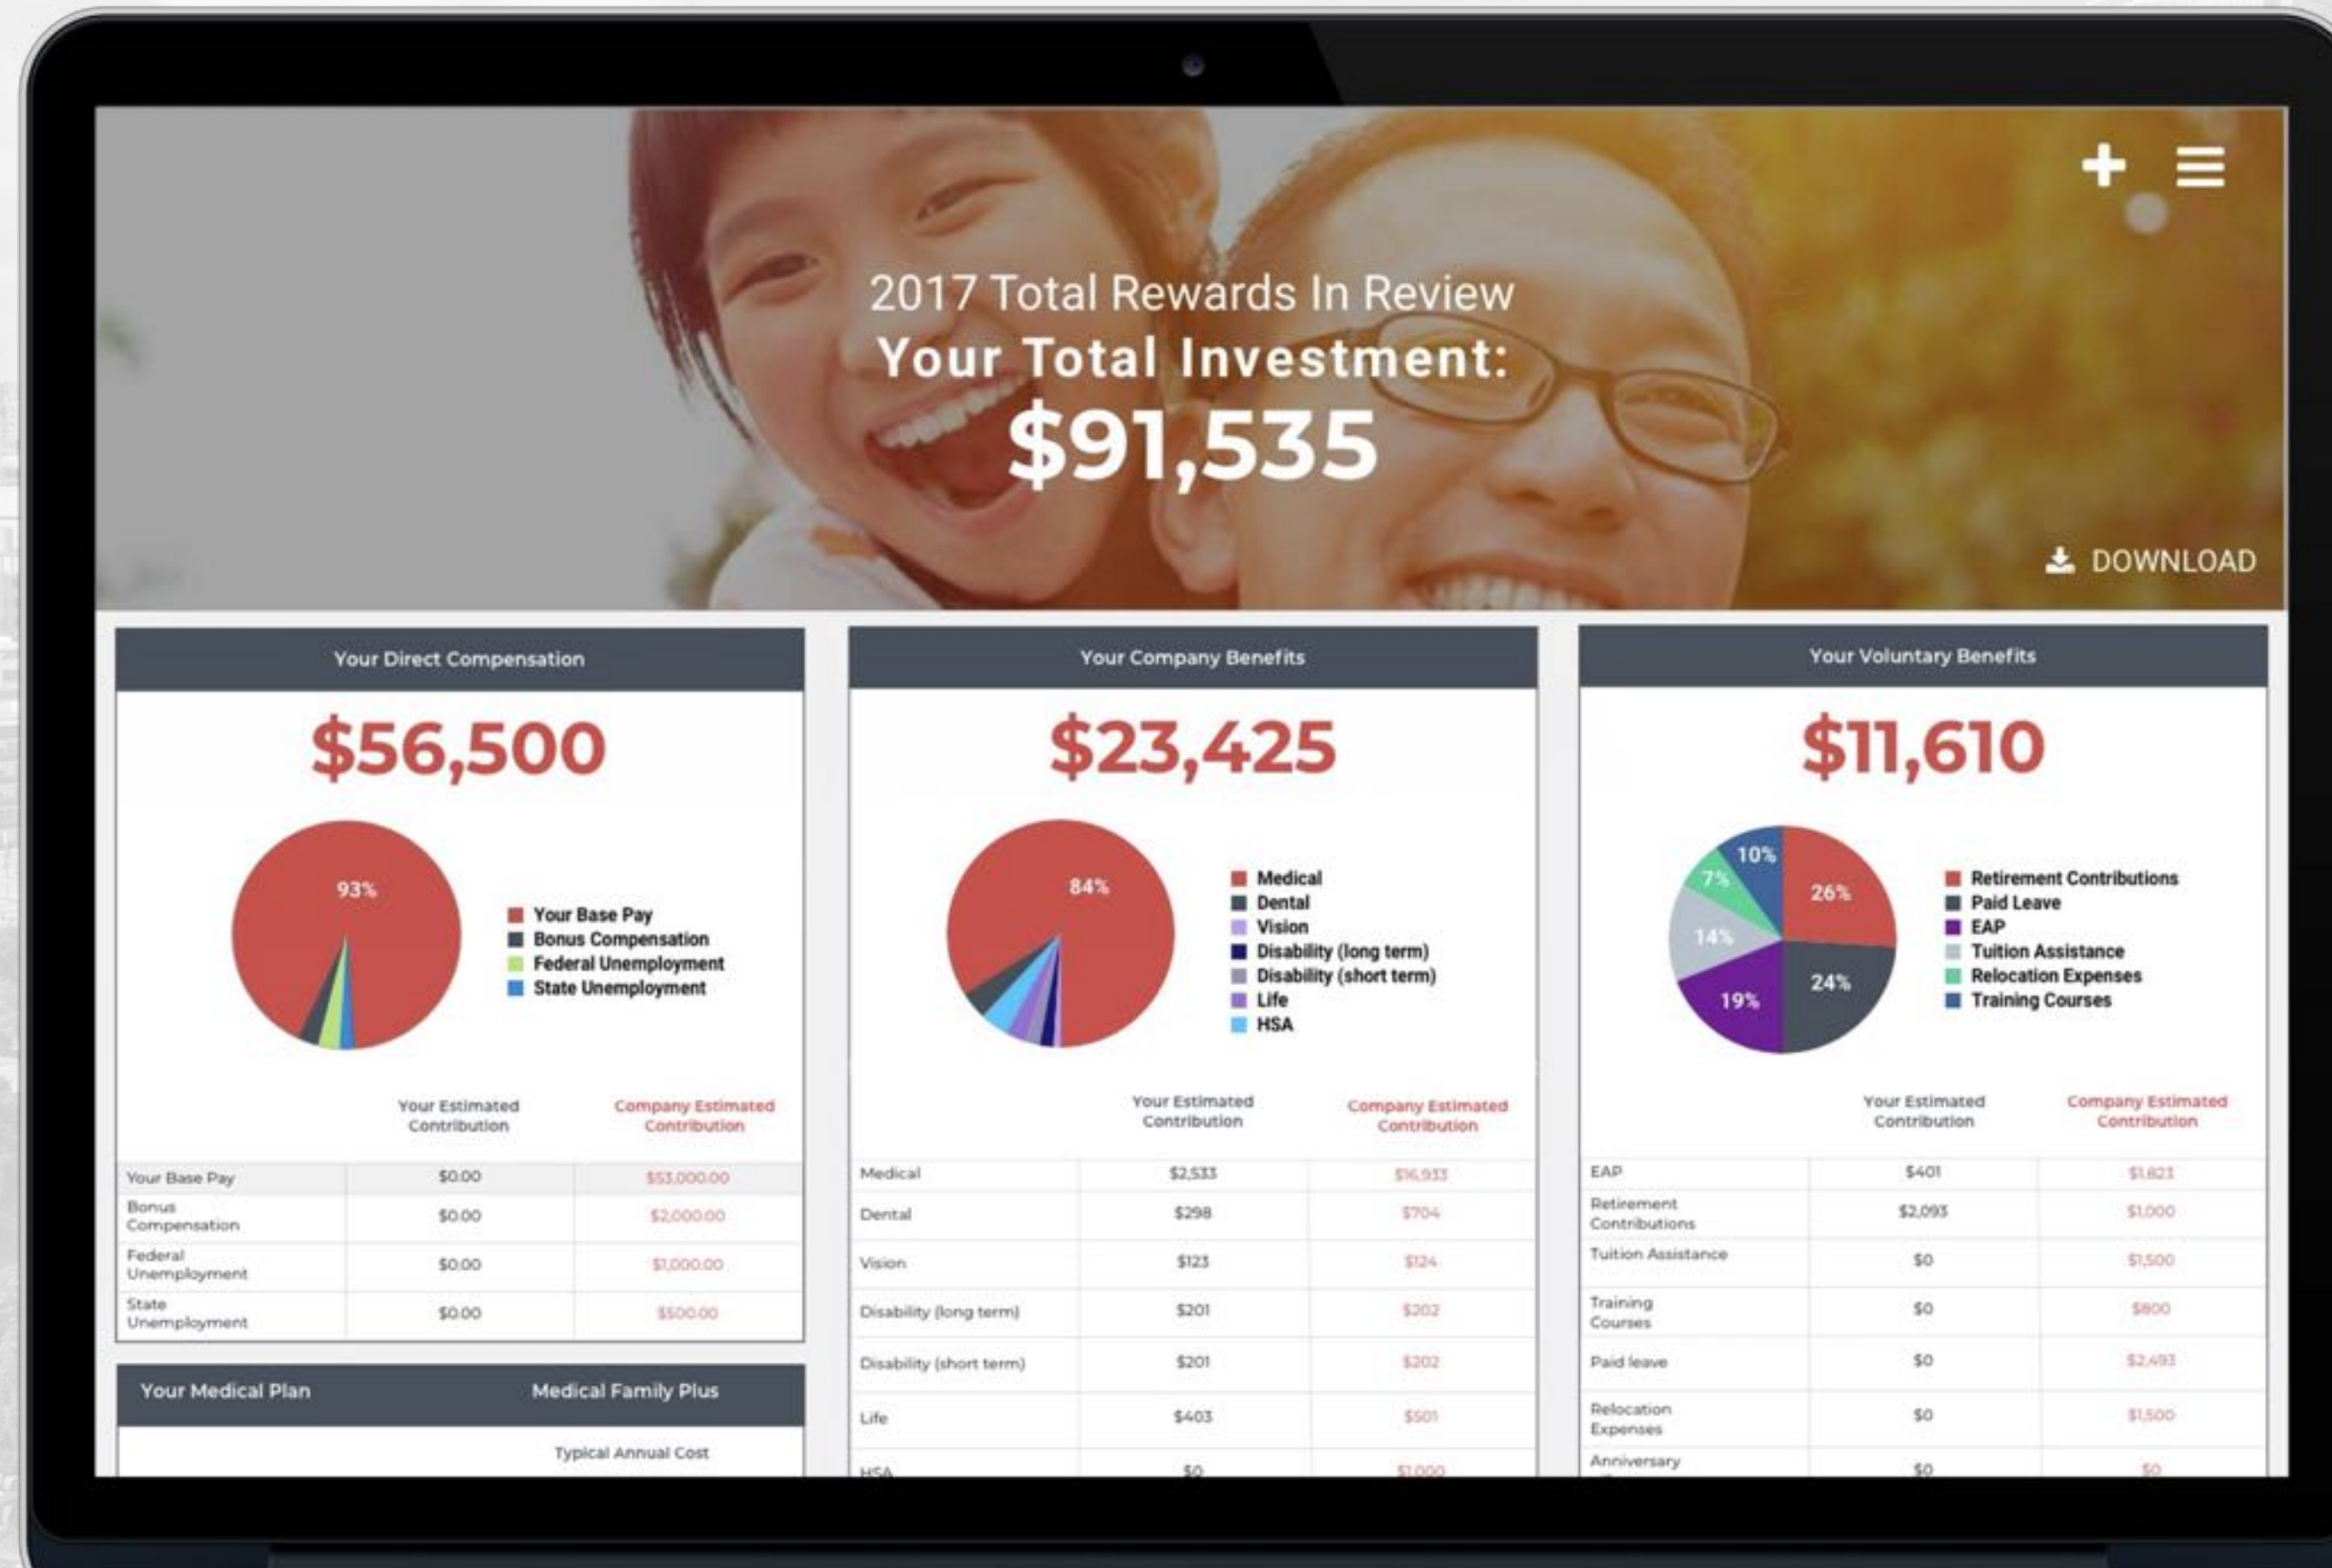 2017 Total Rewards In Review
Your Total Investment:
$91,535
DOWNLOAD
Your Direct Compensation
$56,500
93%
Your Base Pay
Bonus Compensation
Federal Unemployment
State Unemployment
Your Estimated
Contribution
Company Estimated
Contribution
Your Base Pay $0.00 $53,000.00
Bonus
Compensation $0.00 $2,000.00
Federal
Unemployment $0.00 $1,000.00
State
Unemployment $0.00 $500.00
Your Medical Plan Medical Family Plus
Typical Annual Cost
Your Company Benefits
$23,425
84%
Medical
Dental
Vision
Disability (long term)
Disability (short term)
Life
HSA
Your Estimated
Contribution
Company Estimated
Contribution
Medical $2,533 $16,933
Dental $298 $704
Vision $123 $124
Disability (long term) $201 $202
Disability (short term) $201 $202
Life $403 $501
HSA $0 $1,000
Your Voluntary Benefits
$11,610
10%
7%
26%
14%
24%
19%
Retirement Contributions
Paid Leave
EAP
Tuition Assistance
Relocation Expenses
Training Courses
Your Estimated
Contribution
Company Estimated
Contribution
EAP $401 $1,823
Retirement
Contributions $2,093 $1,000
Tuition Assistance $0 $1,500
Training
Courses $0 $800
Paid leave $0 $2,493
Relocation
Expenses $0 $1,500
Anniversary
$0 $0